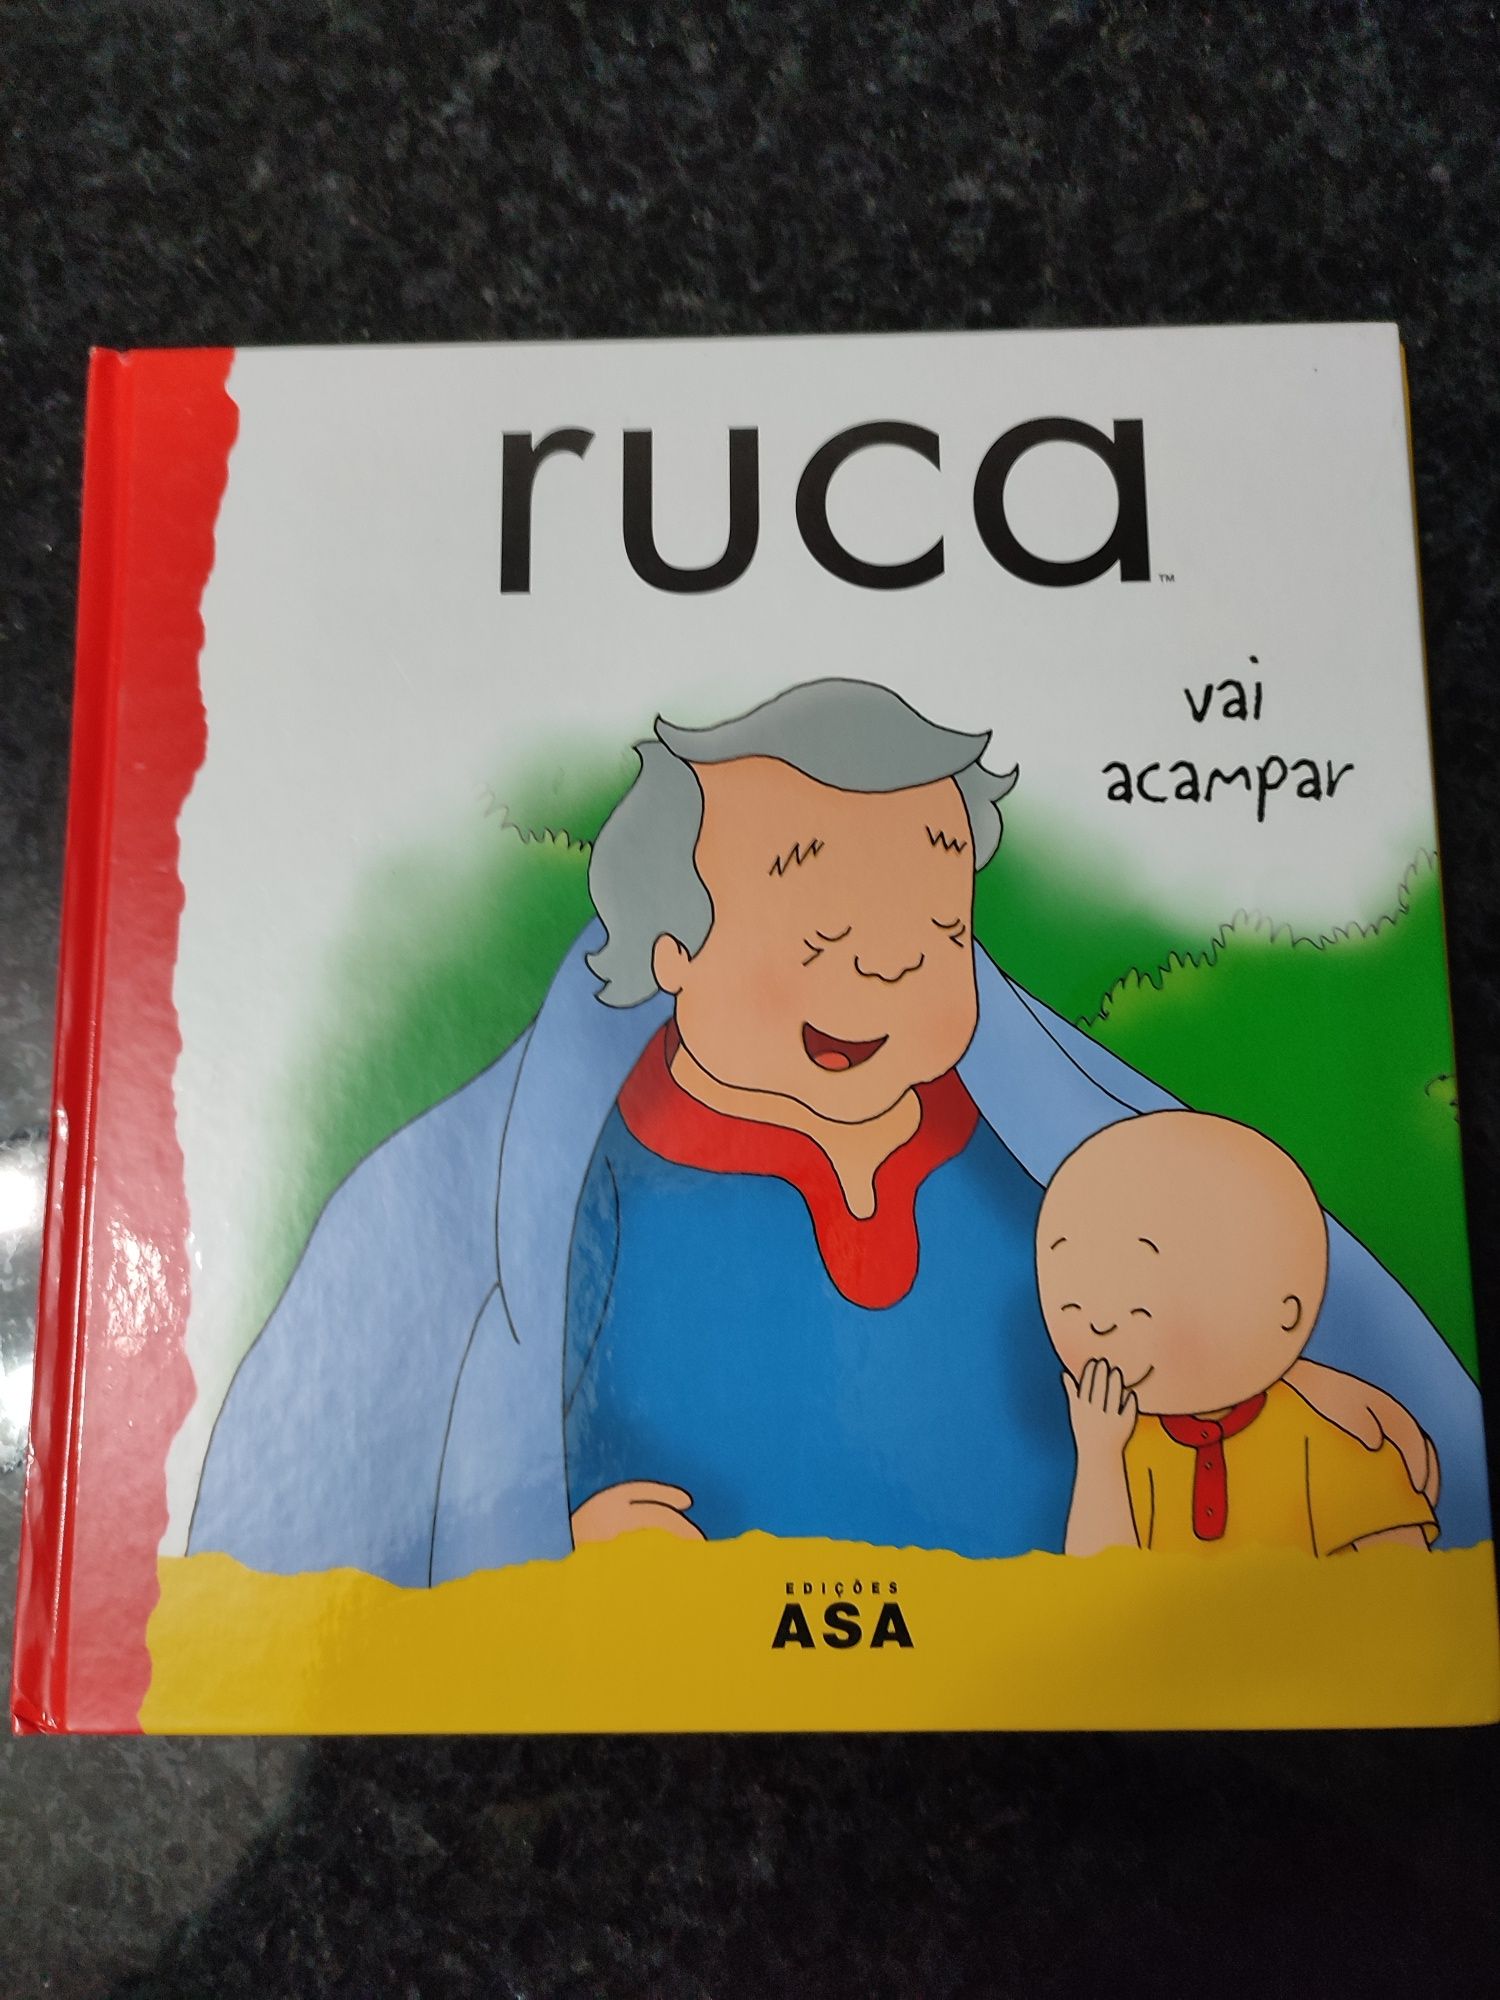 ruca™
vai
acampar
EDIÇÕES
ASA